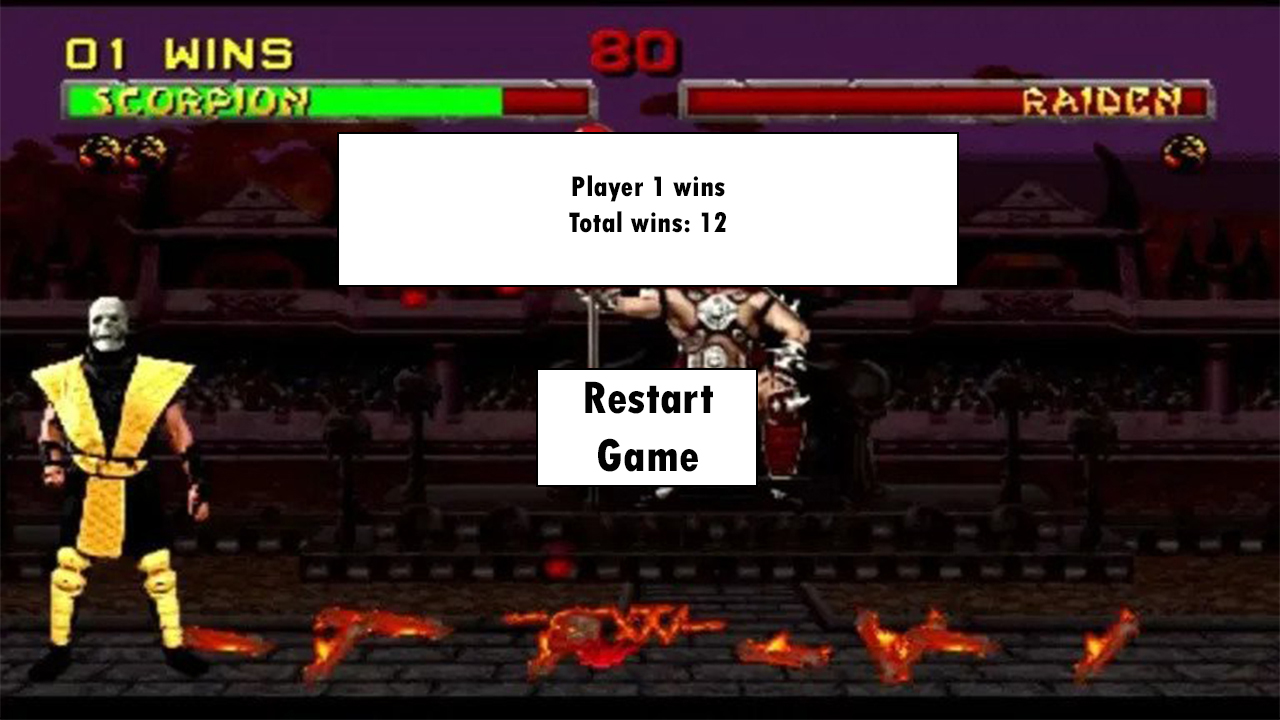 01 WINS
80
SCORPION
RAIDEN
Player 1 wins
Total wins: 12
Restart
Game